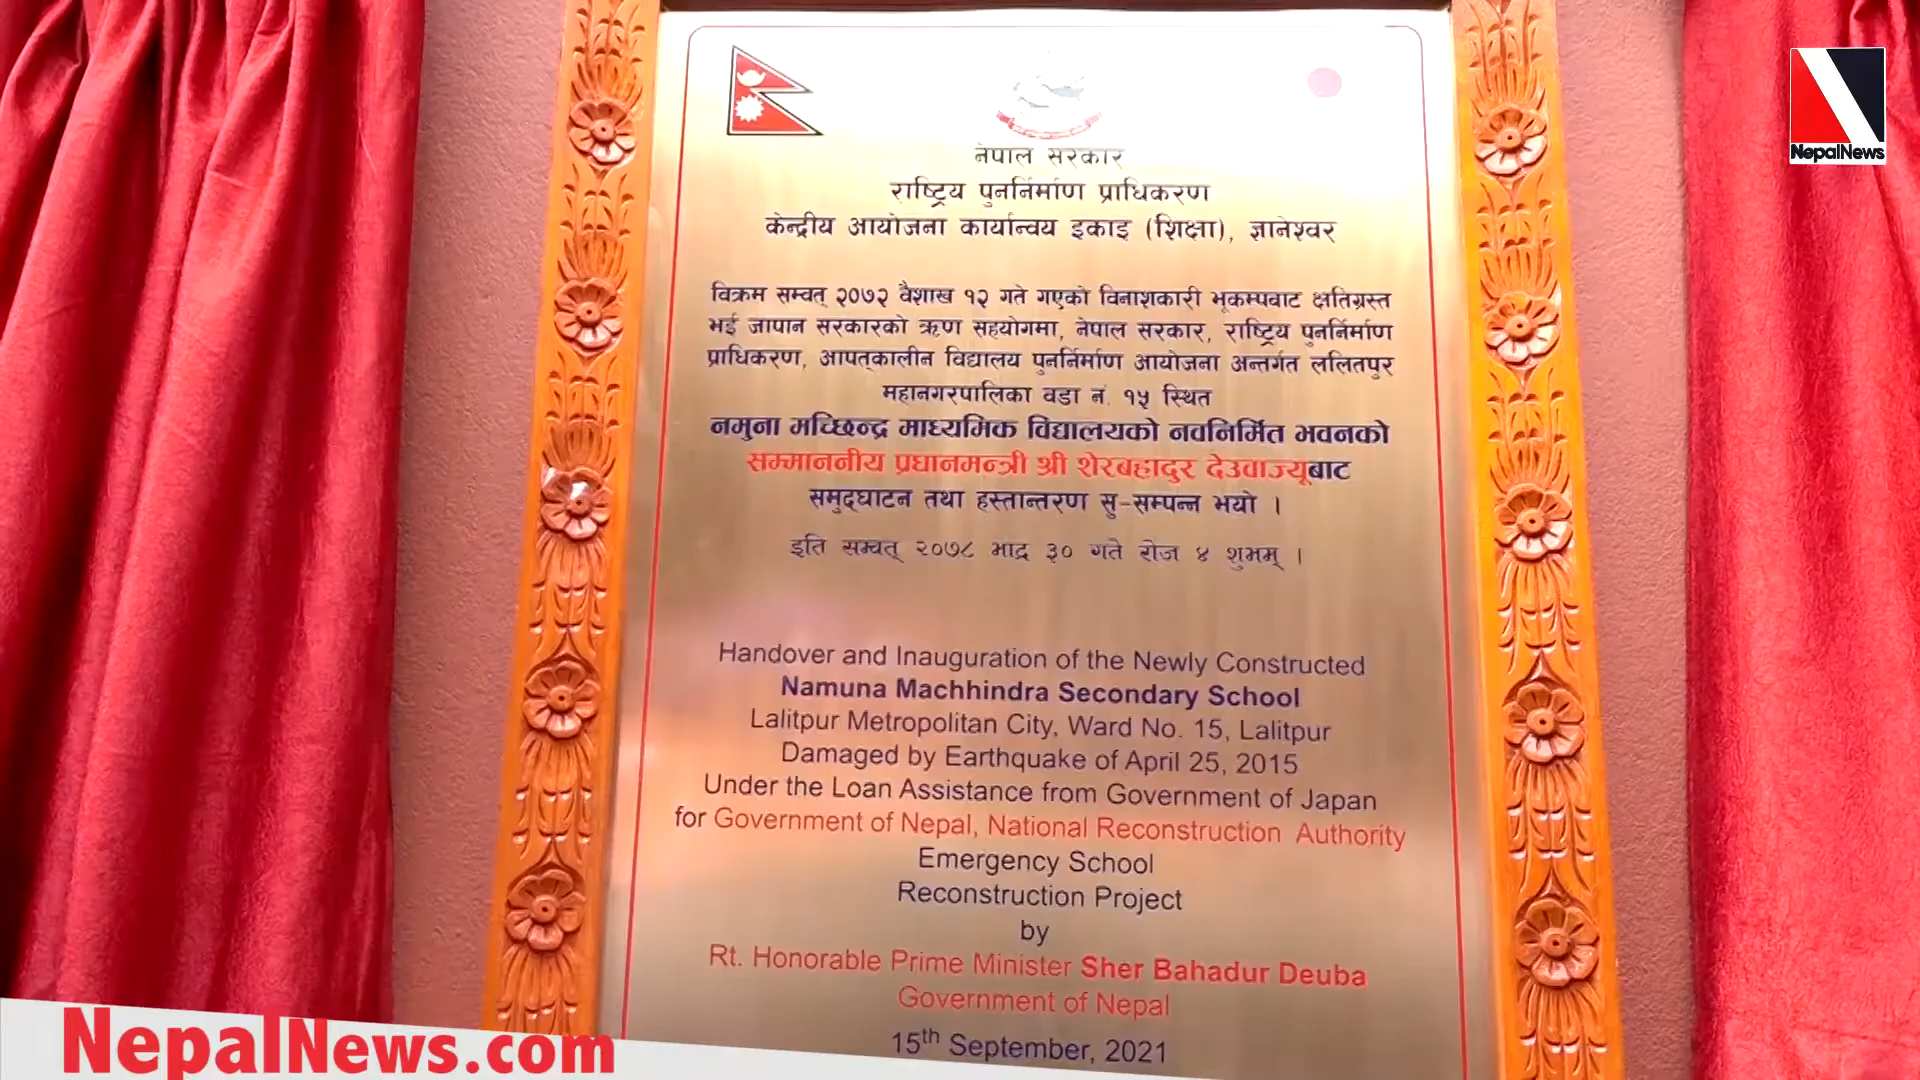 नेपाल सरकार
राष्ट्रिय पुनर्निर्माण प्राधिकरण
केन्द्रीय आयोजना कार्यान्वय इकाइ (शिक्षा), ज्ञानेश्वर
विक्रम सम्वत् २०७२ वैशाख १२ गते गएको विनाशकारी भूकम्पबाट क्षतिग्रस्त
भई जापान सरकारको ऋण सहयोगमा, नेपाल सरकार, राष्ट्रिय पुनर्निर्माण
प्राधिकरण, आपत्‌कालीन विद्यालय पुनर्निर्माण आयोजना अन्तर्गत ललितपुर
महानगरपालिका वडा नं. १५ स्थित
नमुना मच्छिन्द्र माध्यमिक विद्यालयको नवनिर्मित भवनको
सम्माननीय प्रधानमन्त्री श्री शेरबहादुर देउवाज्यूबाट
समुद्‌घाटन तथा हस्तान्तरण सु-सम्पन्न भयो ।
इति सम्वत् २०७८ भाद्र ३० गते रोज ४ शुभम् ।
Handover and Inauguration of the Newly Constructed
Namuna Machhindra Secondary School
Lalitpur Metropolitan City, Ward No. 15, Lalitpur
Damaged by Earthquake of April 25, 2015
Under the Loan Assistance from Government of Japan
for Government of Nepal, National Reconstruction Authority
Emergency School
Reconstruction Project
by
Rt. Honorable Prime Minister Sher Bahadur Deuba
Government of Nepal
15th September, 2021
NepalNews
NepalNews.com